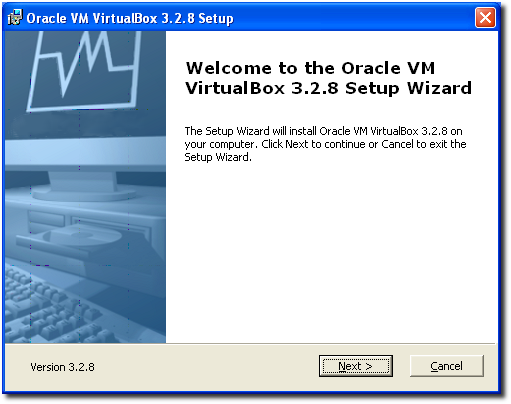 Oracle VM VirtualBox 3.2.8 Setup
Welcome to the Oracle VM
VirtualBox 3.2.8 Setup Wizard
The Setup Wizard will install Oracle VM VirtualBox 3.2.8 on
your computer. Click Next to continue or Cancel to exit the
Setup Wizard.
Version 3.2.8
Next >
Cancel